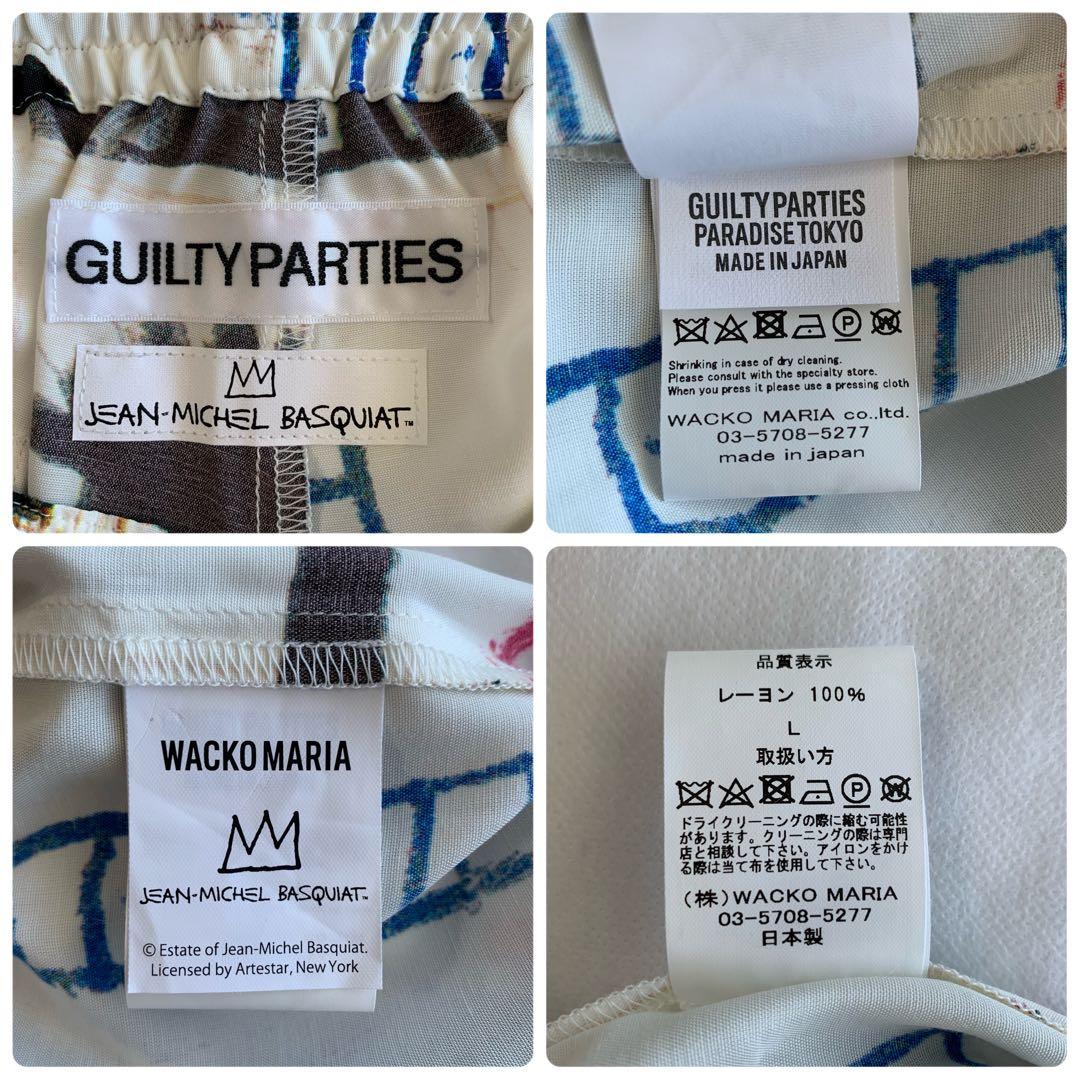 GUILTY PARTIES
JEAN-MICHEL BASQUIAT™
GUILTY PARTIES
PARADISE TOKYO
MADE IN JAPAN
Shrinking in case of dry cleaning.
Please consult with the specialty store.
When you press it please use a pressing cloth
WACKO MARIA co.,ltd.
03-5708-5277
made in japan
WACKO MARIA
JEAN-MICHEL BASQUIAT™
© Estate of Jean-Michel Basquiat.
Licensed by Artestar, New York
品質表示
レーヨン 100%
L
取扱い方
P W
ドライクリーニングの際に縮む可能性
があります。クリーニングの際は専門
店と相談して下さい。アイロンをかけ
る際は当て布を使用して下さい。
(株)WACKO MARIA
03-5708-5277
日本製